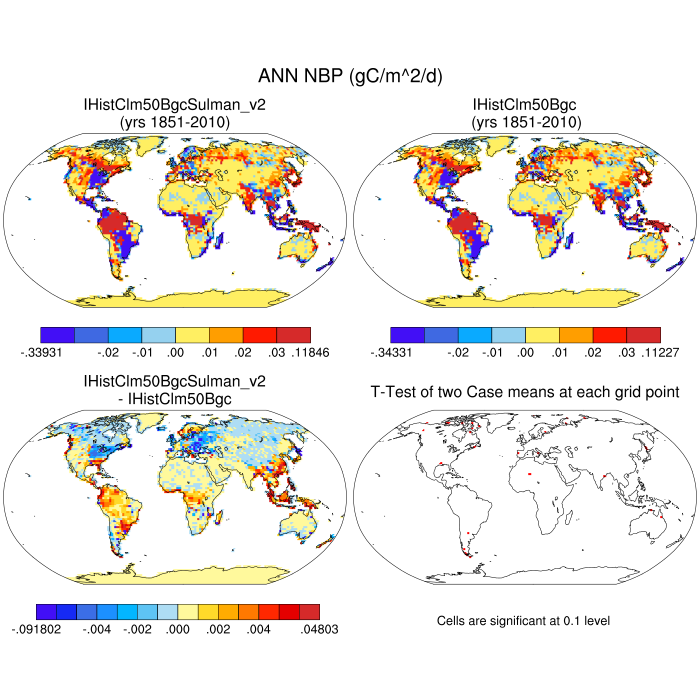 ANN NBP (gC/m^2/d)
IHistClm50BgcSulman_v2
(yrs 1851-2010)
IHistClm50Bgc
(yrs 1851-2010)
-.33931 -.02 -.01 .00 .01 .02 .03 .11846
-.34331 -.02 -.01 .00 .01 .02 .03 .11227
IHistClm50BgcSulman_v2
- IHistClm50Bgc
T-Test of two Case means at each grid point
-.091802 -.004 -.002 .000 .002 .004 .04803
Cells are significant at 0.1 level